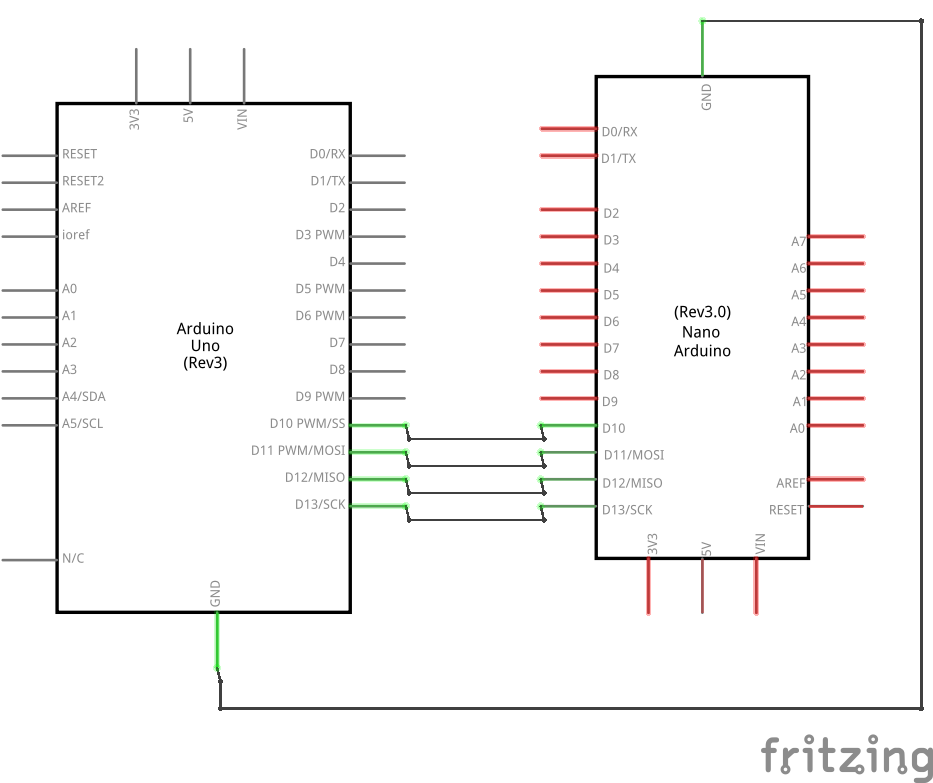 3V3
5V
VIN
RESET
RESET2
AREF
ioref
A0
A1
A2
A3
A4/SDA
A5/SCL
N/C
Arduino
Uno
(Rev3)
D0/RX
D1/TX
D2
D3 PWM
D4
D5 PWM
D6 PWM
D7
D8
D9 PWM
D10 PWM/SS
D11 PWM/MOSI
D12/MISO
D13/SCK
GND
GND
D0/RX
D1/TX
D2
D3
D4
D5
D6
D7
D8
D9
D10
D11/MOSI
D12/MISO
D13/SCK
(Rev3.0)
Nano
Arduino
A7
A6
A5
A4
A3
A2
A1
A0
AREF
RESET
3V3
5V
VIN
fritzing